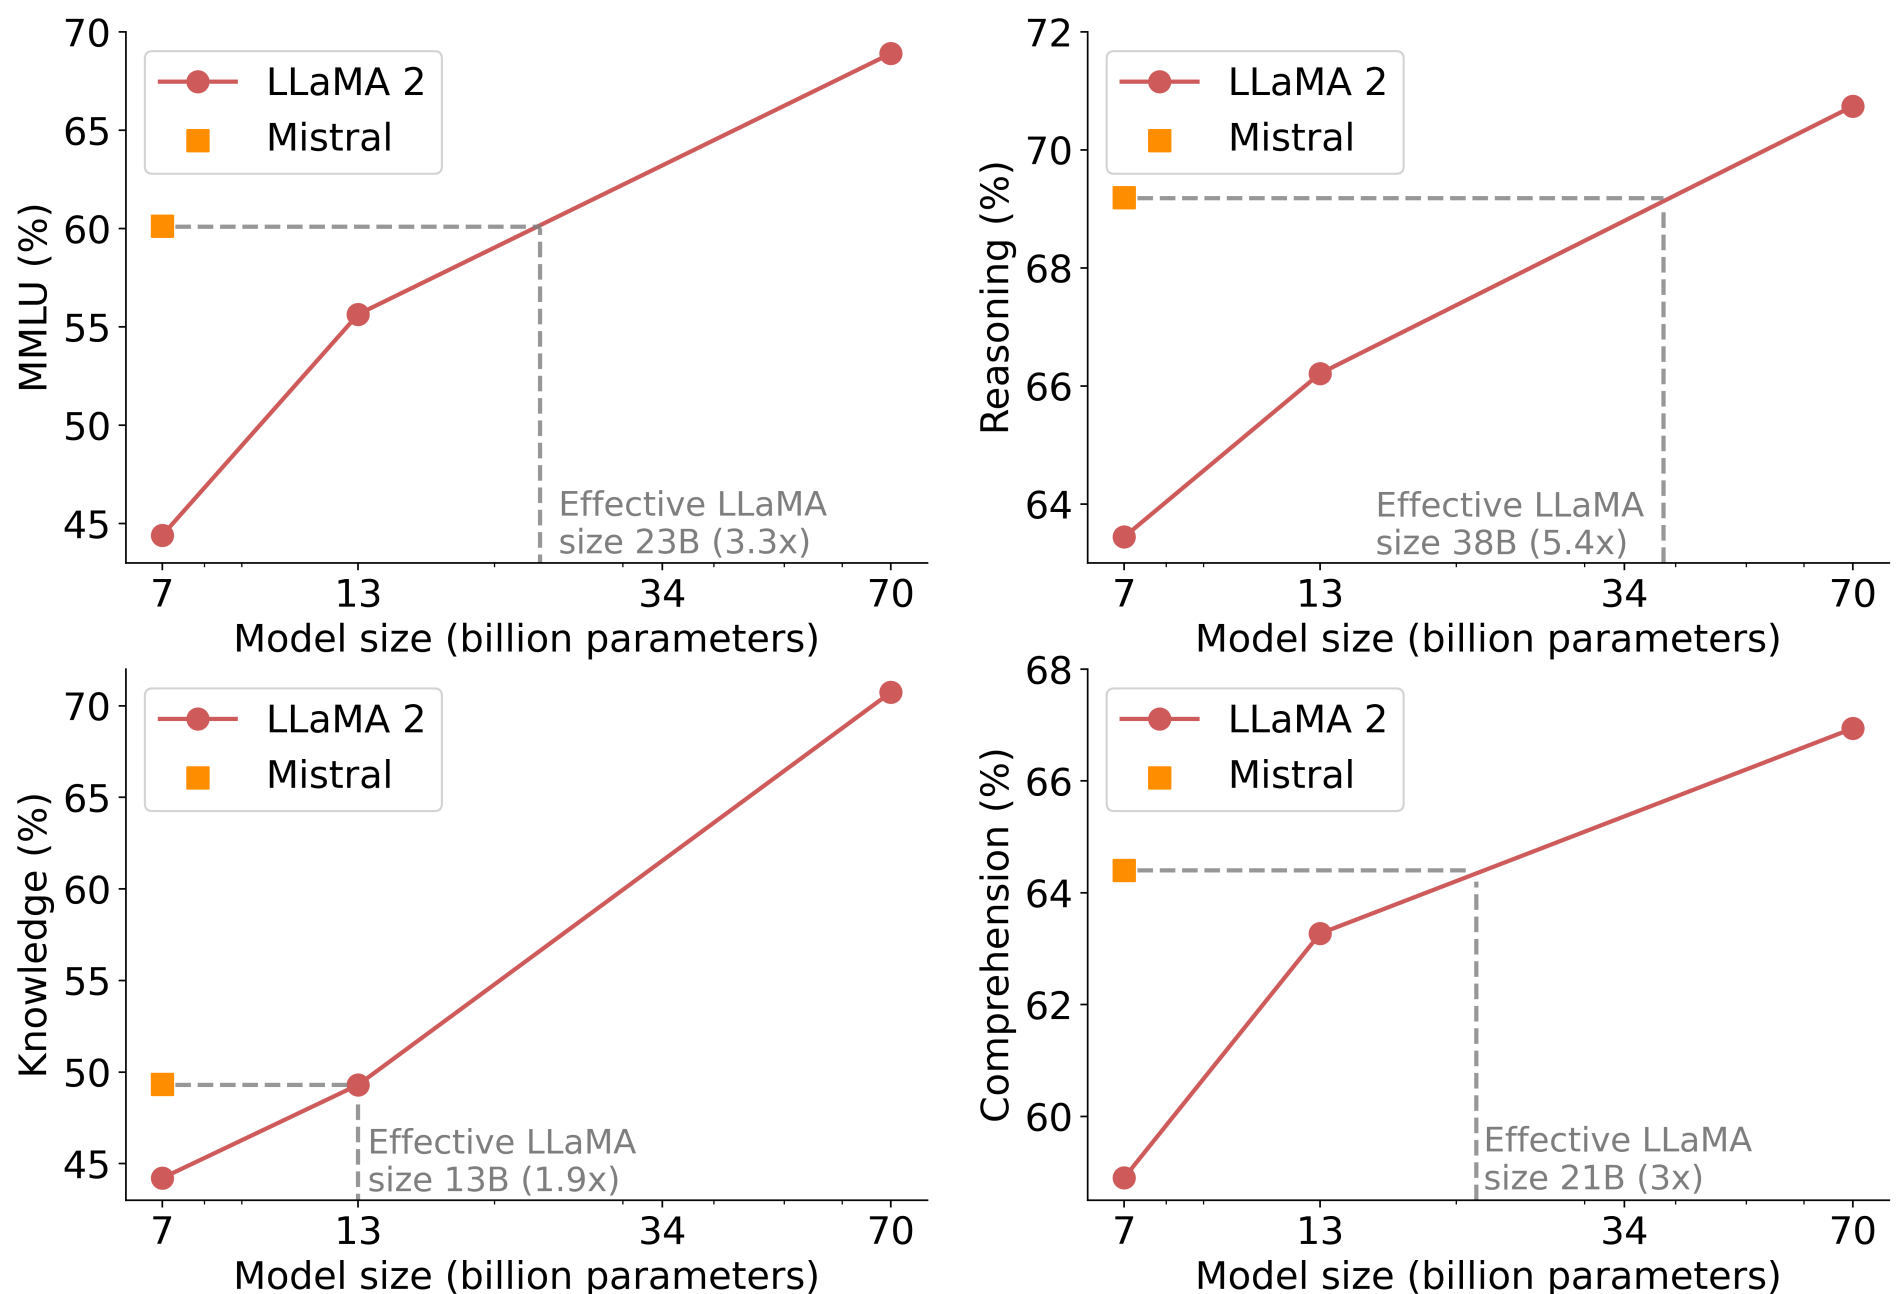 70
65
60
55
50
45
MMLU (%)
LLaMA 2
Mistral
Effective LLaMA
size 23B (3.3x)
7 13 34 70
Model size (billion parameters)
72
70
68
66
64
Reasoning (%)
LLaMA 2
Mistral
Effective LLaMA
size 38B (5.4x)
7 13 34 70
Model size (billion parameters)
70
65
60
55
50
45
Knowledge (%)
LLaMA 2
Mistral
Effective LLaMA
size 13B (1.9x)
7 13 34 70
Model size (billion parameters)
68
66
64
62
60
Comprehension (%)
LLaMA 2
Mistral
Effective LLaMA
size 21B (3x)
7 13 34 70
Model size (billion parameters)